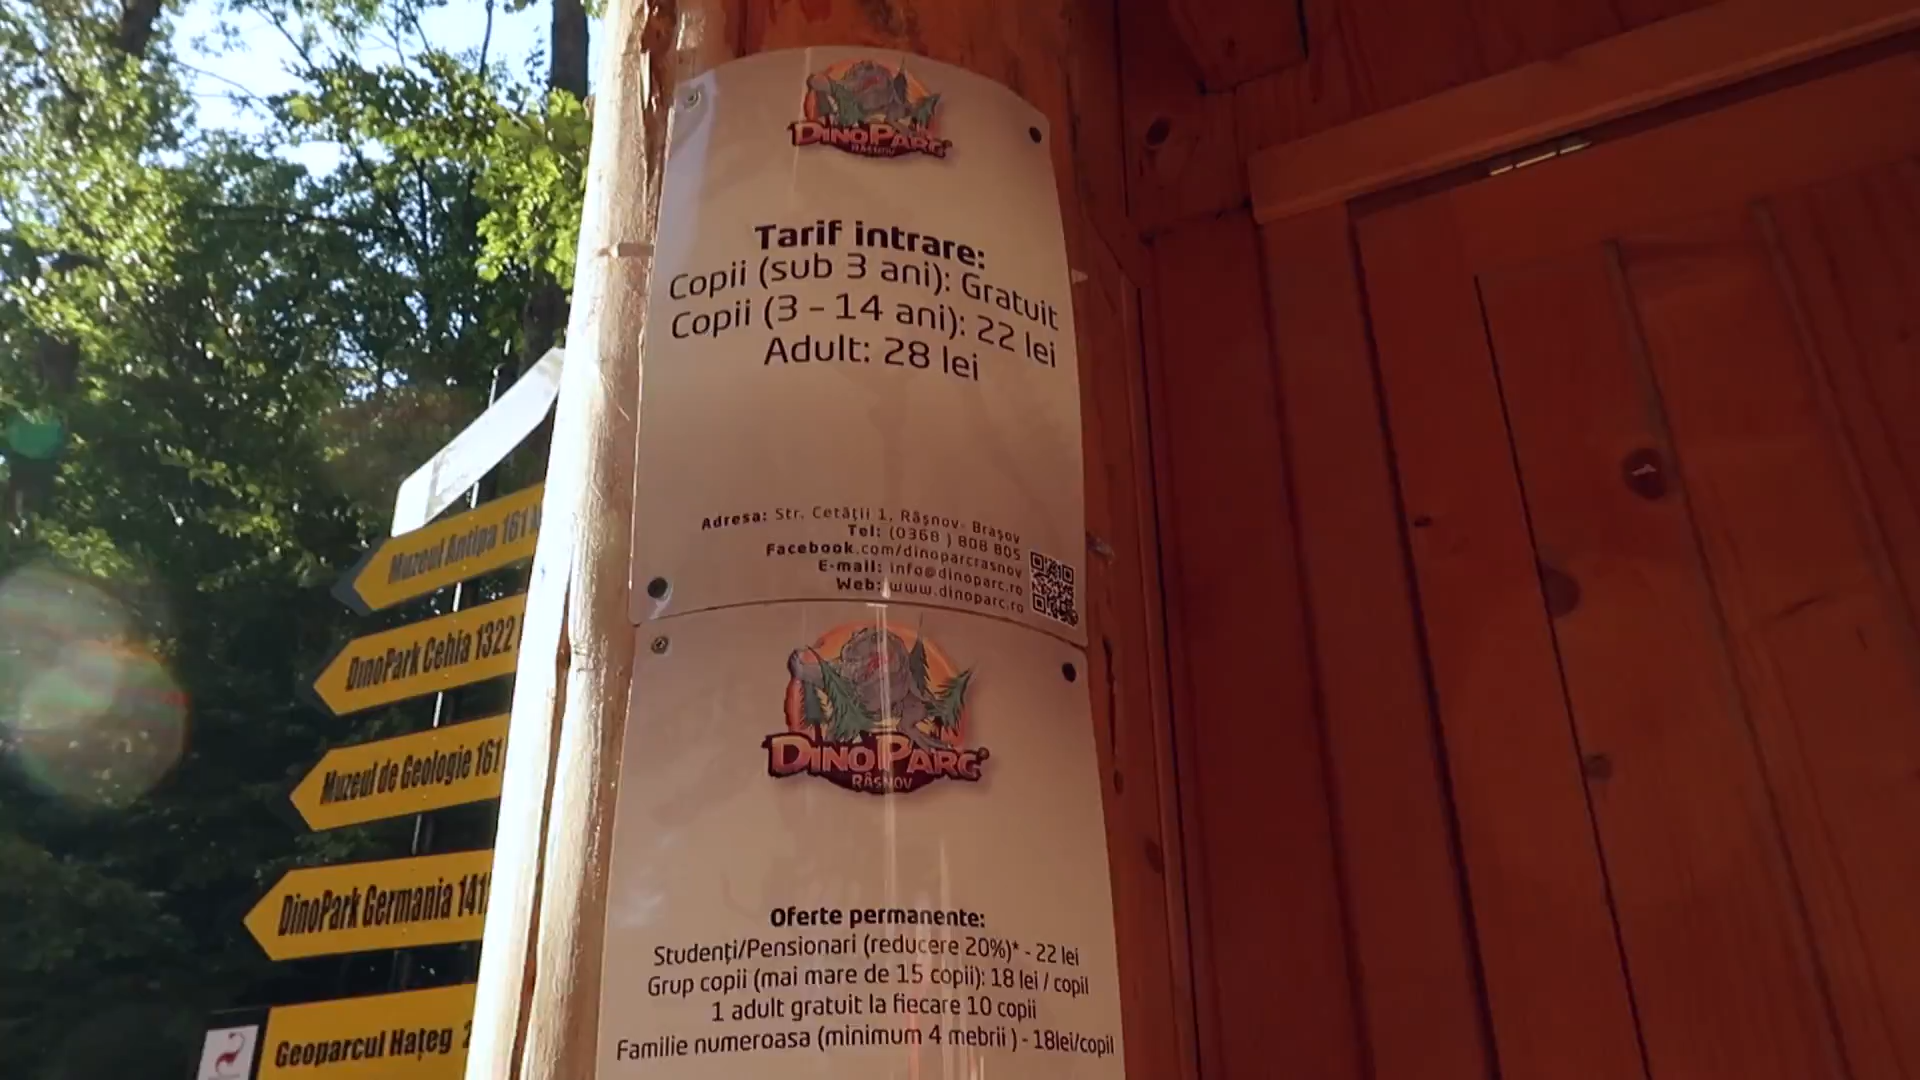 DINOPARC
RÂȘNOV
Tarif intrare:
Copii (sub 3 ani): Gratuit
Copii (3 - 14 ani): 22 lei
Adult: 28 lei
Adresa: Str. Cetății 1, Râșnov- Brașov
Tel: (0368 ) 808 805
Facebook.com/dinoparcrasnov
E-mail: info@dinoparc.ro
Web: www.dinoparc.ro
DINOPARC
RÂȘNOV
Oferte permanente:
Studenți/Pensionari (reducere 20%)* - 22 lei
Grup copii (mai mare de 15 copii): 18 lei / copil
1 adult gratuit la fiecare 10 copii
Familie numeroasa (minimum 4 mebrii ) - 18lei/copil
Muzeul Antipa 161
DinoPark Cehia 1322
Muzeul de Geologie 161
DinoPark Germania 141
Geoparcul Hațeg 2